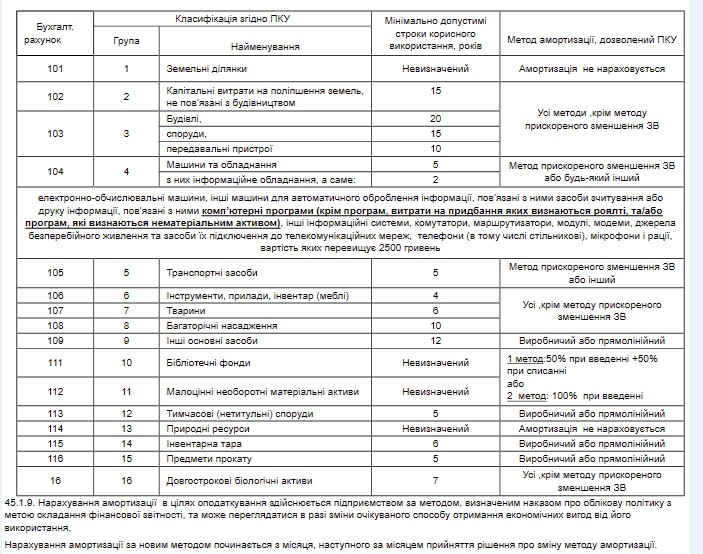 Бухгалт. рахунок
Класифікація згідно ПКУ
Група
Найменування
Мінімально допустимі строки корисного використання, років
Метод амортизації, дозволений ПКУ
101 1 Земельні ділянки Невизначений Амортизація не нараховується
102 2 Капітальні витрати на поліпшення земель, не пов'язані з будівництвом 15
Усі методи ,крім методу прискореного зменшення ЗВ
103 3 Будівлі, 20
споруди, 15
передавальні пристрої 10
104 4 Машини та обладнання 5
з них інформаційне обладнання, а саме: 2
Метод прискореного зменшення ЗВ або будь-який інший
електронно-обчислювальні машини, інші машини для автоматичного оброблення інформації, пов'язані з ними засоби зчитування або
друку інформації, пов'язані з ними комп'ютерні програми (крім програм, витрати на придбання яких визнаються роялті, та/або
програм, які визнаються нематеріальним активом), інші інформаційні системи, комутатори, маршрутизатори, модулі, модеми, джерела
безперебійного живлення та засоби їх підключення до телекомунікаційних мереж, телефони (в тому числі стільникові), мікрофони і рації,
вартість яких перевищує 2500 гривень
105 5 Транспортні засоби 5 Метод прискореного зменшення ЗВ або інший
106 6 Інструменти, прилади, інвентар (меблі) 4
Усі ,крім методу прискореного зменшення ЗВ
107 7 Тварини 6
108 8 Багаторічні насадження 10
109 9 Інші основні засоби 12 Виробничий або прямолінійний
111 10 Бібліотечні фонди Невизначений
1 метод:50% при введенні +50%
при списанні
або
2 метод: 100% при введенні
112 11 Малоцінні необоротні матеріальні активи Невизначений
113 12 Тимчасові (нетитульні) споруди 5 Виробничий або прямолінійний
114 13 Природні ресурси Невизначений Амортизація не нараховується
115 14 Інвентарна тара 6 Виробничий або прямолінійний
116 15 Предмети прокату 5 Виробничий або прямолінійний
16 16 Довгострокові біологічні активи 7 Усі ,крім методу прискореного зменшення ЗВ
45.1.9. Нарахування амортизації в цілях оподаткування здійснюється підприємством за методом, визначеним наказом про облікову політику з
метою складання фінансової звітності, та може переглядатися в разі зміни очікуваного способу отримання економічних вигод від його
використання.
Нарахування амортизації за новим методом починається з місяця, наступного за місяцем прийняття рішення про зміну методу амортизації.